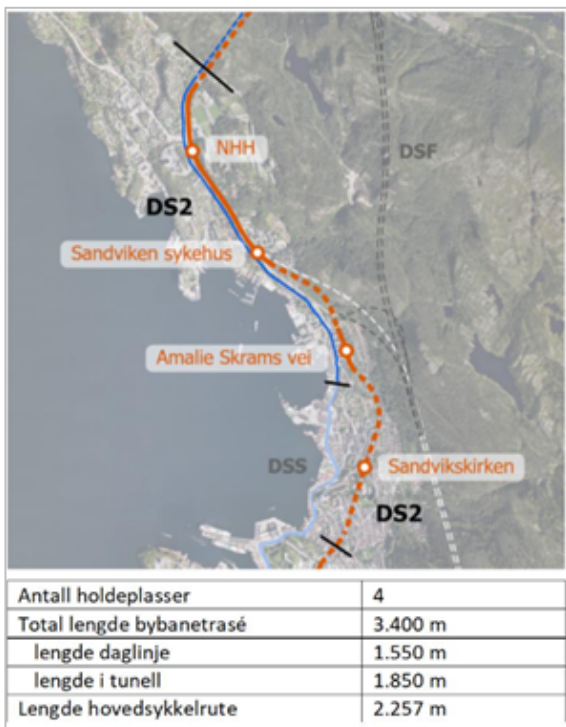 NHH
DSF
DS2
Sandviken sykehus
Amalie Skrams vei
DSS
Sandvikskirken
DS2
Antall holdeplasser 4
Total lengde bybanetrasé 3.400 m
lengde daglinje 1.550 m
lengde i tunell 1.850 m
Lengde hovedsykkelrute 2.257 m